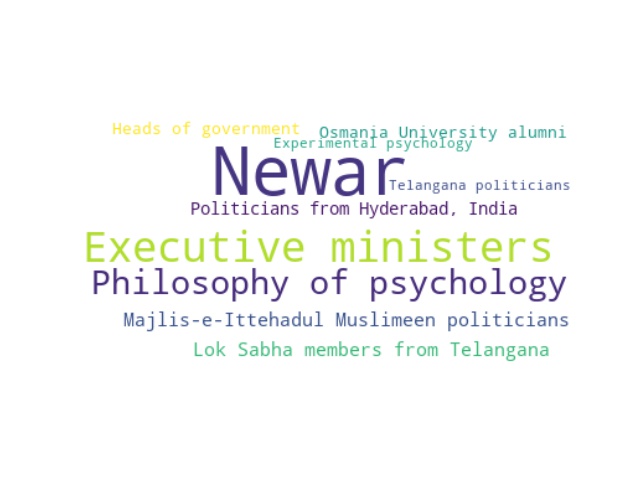 Heads of government
Osmania University alumni
Experimental psychology
Newar
Telangana politicians
Politicians from Hyderabad, India
Executive ministers
Philosophy of psychology
Majlis-e-Ittehadul Muslimeen politicians
Lok Sabha members from Telangana